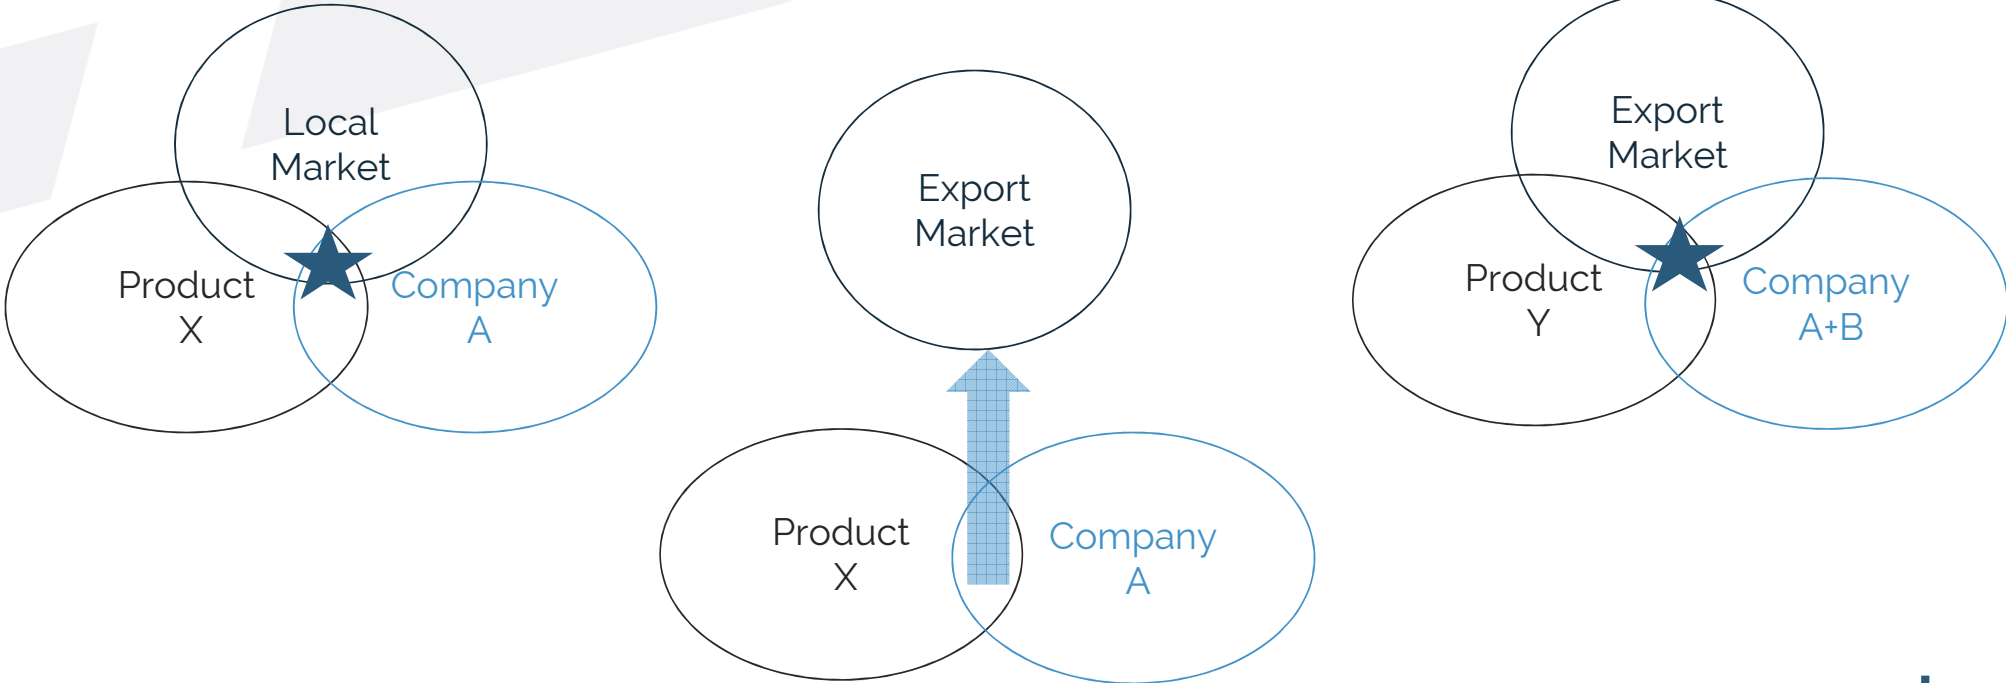 Local
Market
Product
X
Company
A
Export
Market
Product
X
Company
A
Export
Market
Product
Y
Company
A+B